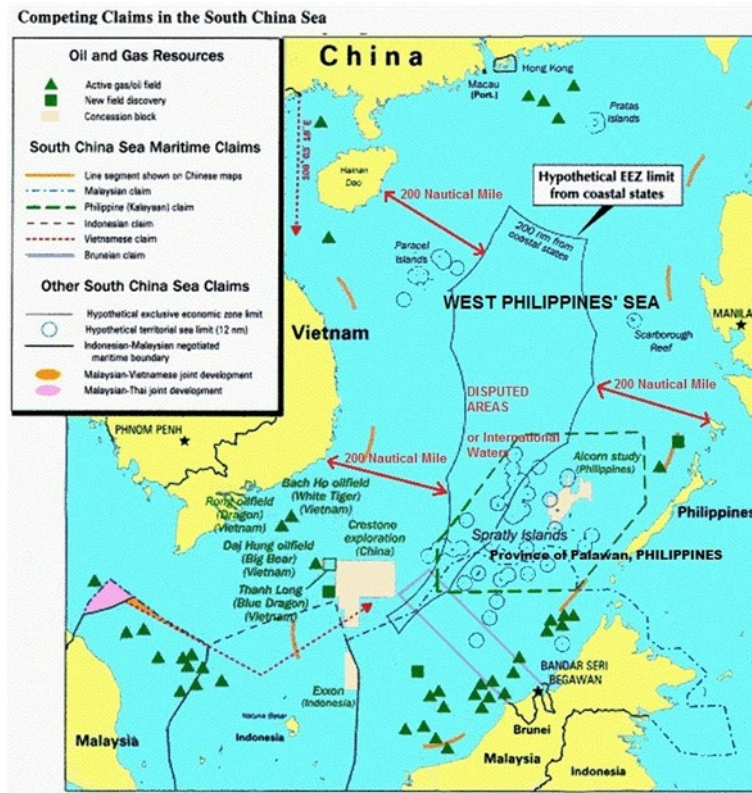 Competing Claims in the South China Sea
Oil and Gas Resources
Active gas/oil field
New field discovery
Concession block
South China Sea Maritime Claims
Line segment shown on Chinese maps
Malaysian claim
Philippine (Kalayaan) claim
Indonesian claim
Vietnamese claim
Bruneian claim
Other South China Sea Claims
Hypothetical exclusive economic zone limit
Hypothetical territorial sea limit (12 nm)
Indonesian-Malaysian negotiated
maritime boundary
Malaysian-Vietnamese joint development
Malaysian-Thai joint development
China
Macau
(Port.)
Hong Kong
Pratas
Islands
Hainan
Dao
200 Nautical Mile
Hypothetical EEZ limit
from coastal states
200 nm from
coastal states
Paracel
Islands
WEST PHILIPPINES' SEA
MANILA
Vietnam
Scarborough
Reef
DISPUTED
AREAS
or International
Waters
200 Nautical Mile
PHNOM PENH
200 Nautical Mile
Alcorn study
(Philippines)
Bach Ho oilfield
(White Tiger)
(Vietnam)
Rong oilfield
(Dragon)
(Vietnam)
Crestone
exploration
(China)
Philippines
Spratly Islands
Province of Palawan, PHILIPPINES
Dai Hung oilfield
(Big Bear)
(Vietnam)
Thanh Long
(Blue Dragon)
(Vietnam)
Exxon
(Indonesia)
BANDAR SERI
BEGAWAN
Natuna Besar
Indonesia
Malaysia
Brunei
Malaysia
Indonesia